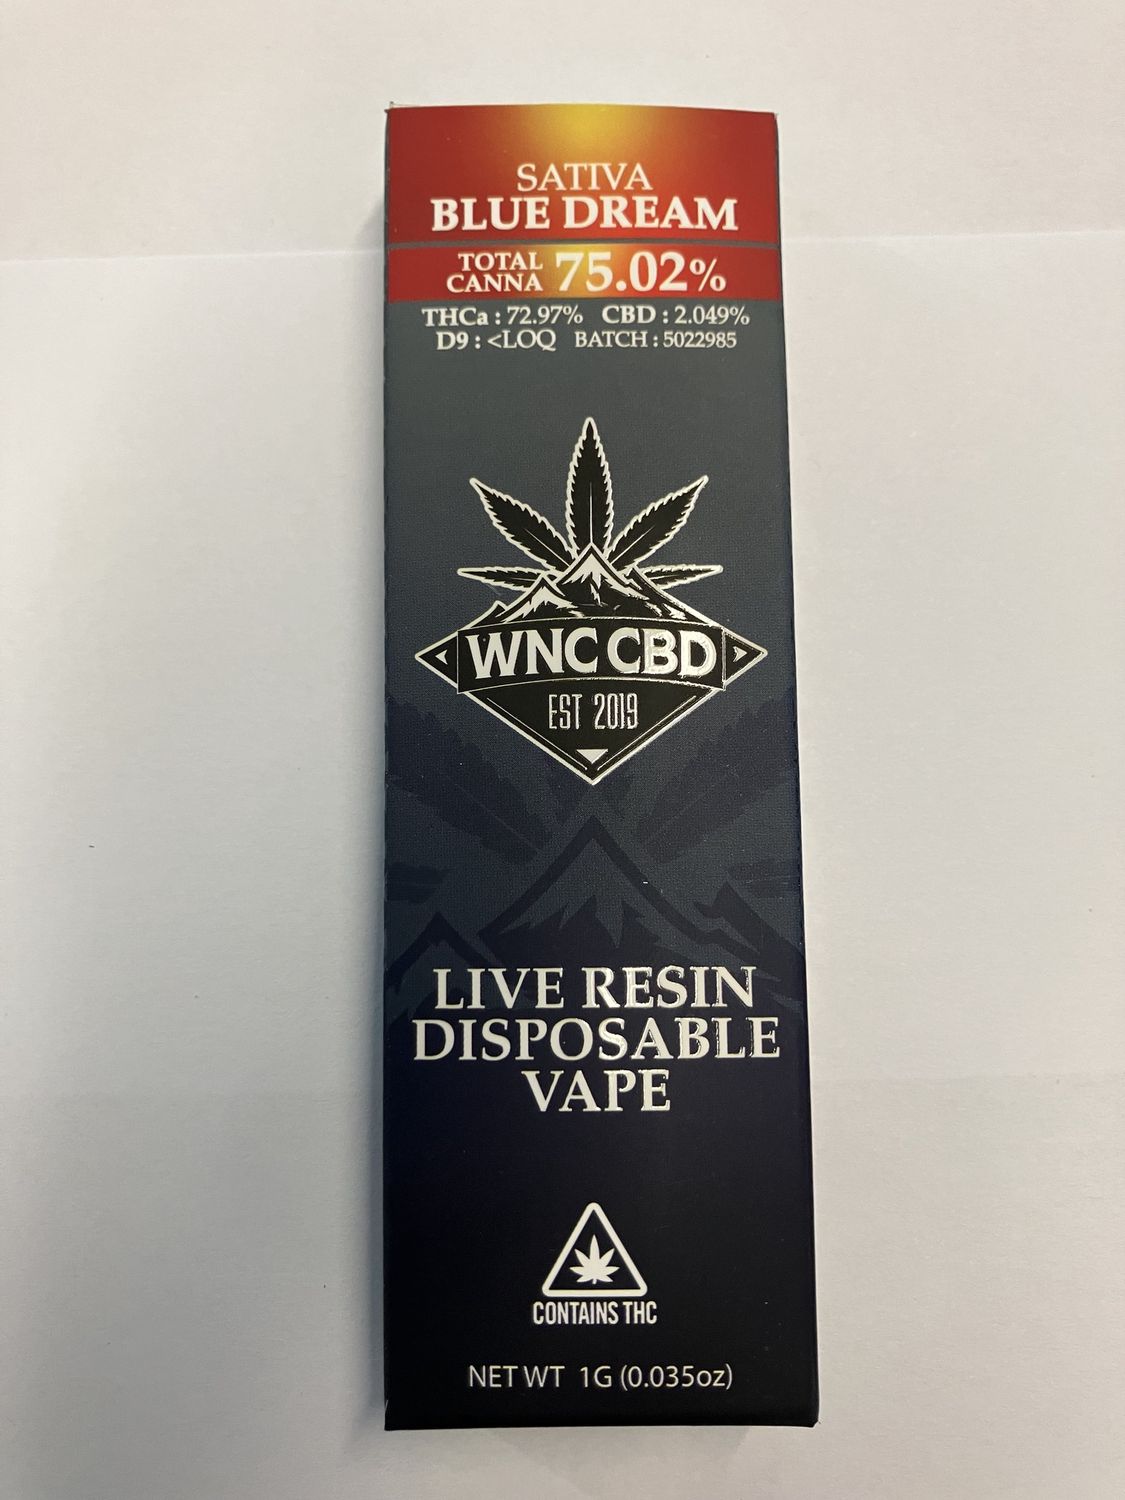 SATIVA
BLUE DREAM
TOTAL
CANNA 75.02%
THCa : 72.97% CBD : 2.049%
D9 : <LOQ BATCH : 5022985
WNC CBD
EST 2019
LIVE RESIN
DISPOSABLE
VAPE
CONTAINS THC
NET WT 1G (0.035oz)